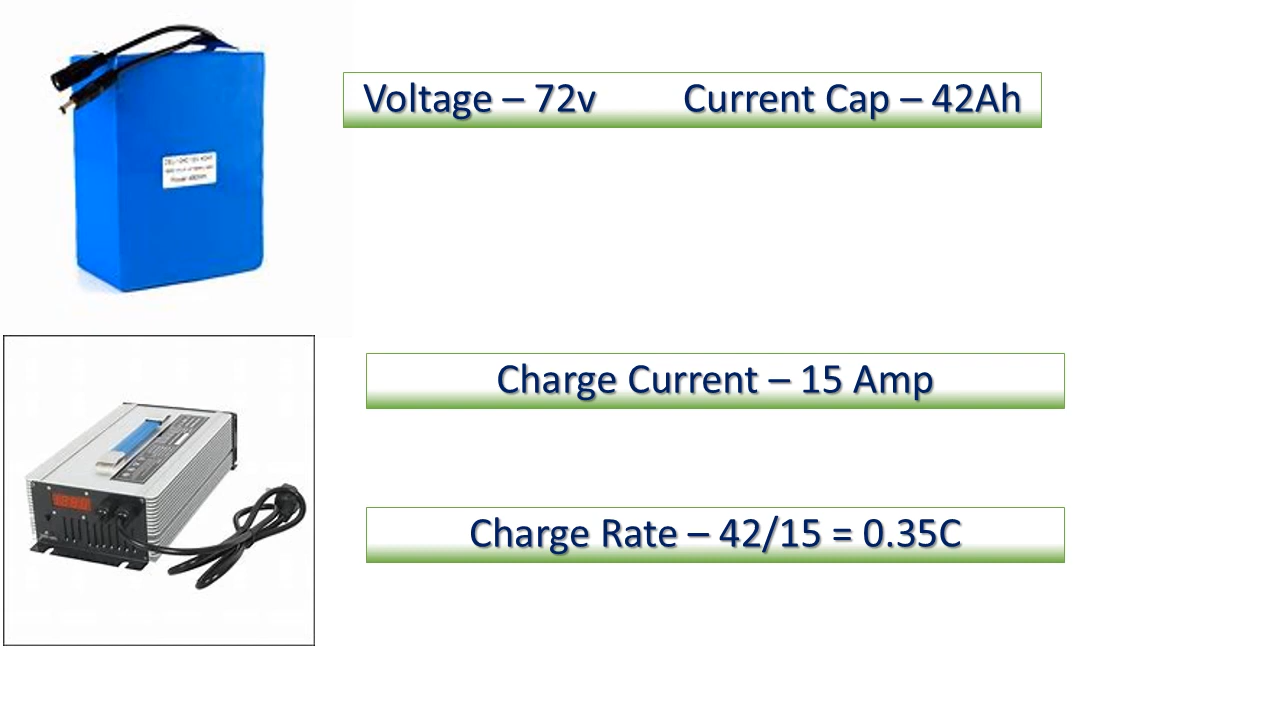 Voltage – 72v Current Cap – 42Ah
Charge Current – 15 Amp
Charge Rate – 42/15 = 0.35C